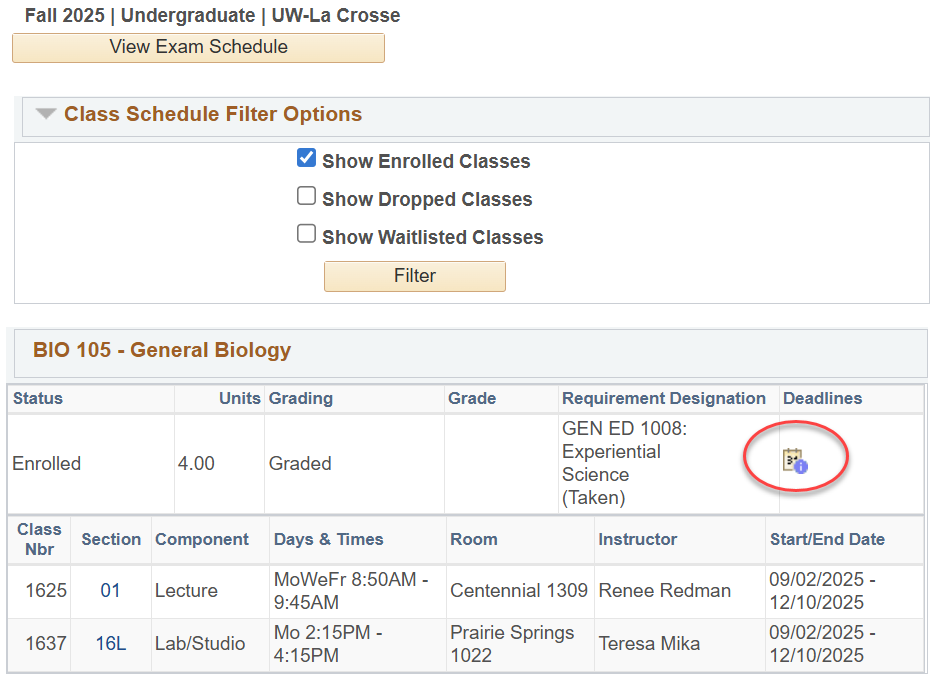 Fall 2025 | Undergraduate | UW-La Crosse
View Exam Schedule
Class Schedule Filter Options
Show Enrolled Classes
Show Dropped Classes
Show Waitlisted Classes
Filter
BIO 105 - General Biology
Status Units Grading Grade Requirement Designation Deadlines
Enrolled 4.00 Graded GEN ED 1008:
Experiential
Science
(Taken)
31
Class
Nbr Section Component Days & Times Room Instructor Start/End Date
1625 01 Lecture MoWeFr 8:50AM - Centennial 1309 Renee Redman 09/02/2025 -
9:45AM 12/10/2025
1637 16L Lab/Studio Mo 2:15PM - Prairie Springs Teresa Mika 09/02/2025 -
4:15PM 1022 12/10/2025